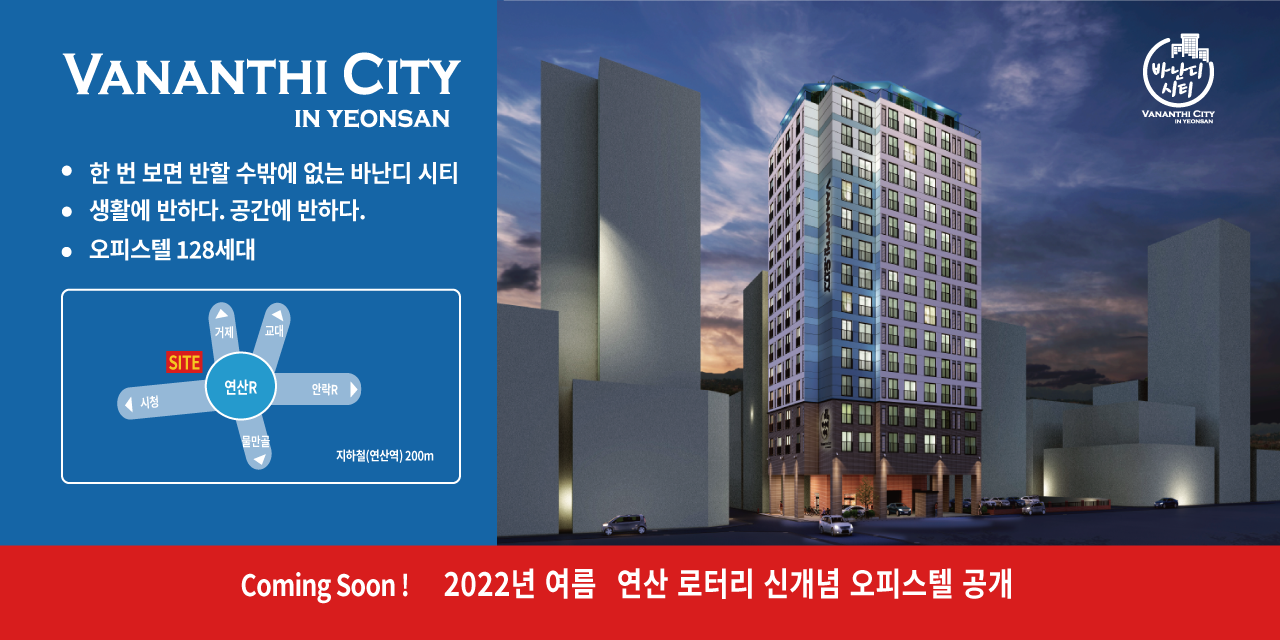 VANANTHI CITY
IN YEONSAN
• 한 번 보면 반할 수밖에 없는 바난디 시티
• 생활에 반하다. 공간에 반하다.
• 오피스텔 128세대
거제
교대
SITE
연산R
안락R
시청
물만골
지하철(연산역) 200m
바난디
시티
VANANTHI CITY
IN YEONSAN
Coming Soon ! 2022년 여름 연산 로터리 신개념 오피스텔 공개